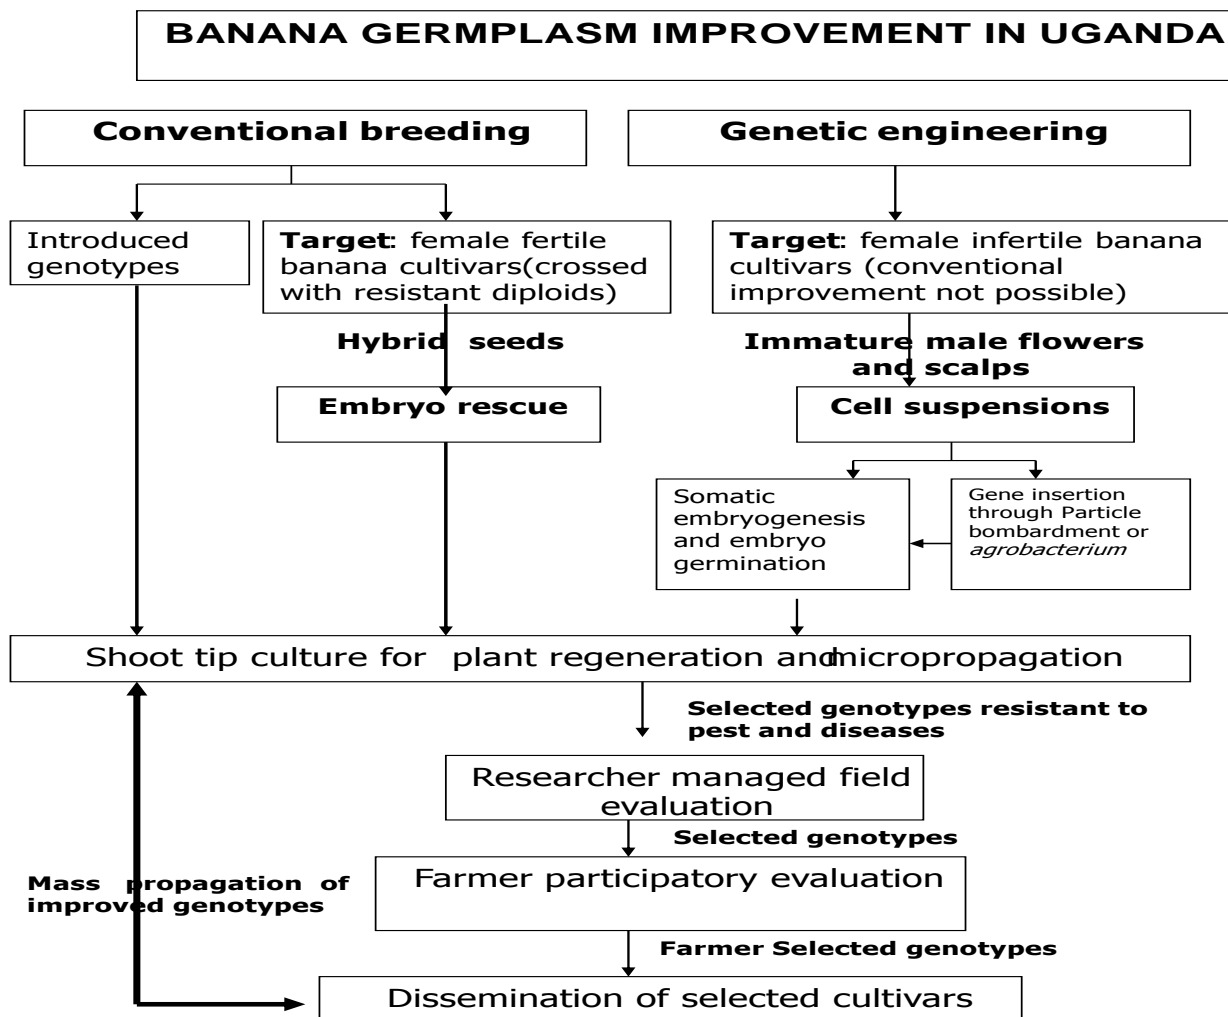 BANANA GERMPLASM IMPROVEMENT IN UGANDA
Conventional breeding
Genetic engineering
Introduced
genotypes
Target: female fertile
banana cultivars(crossed
with resistant diploids)
Target: female infertile banana
cultivars (conventional
improvement not possible)
Hybrid seeds
Immature male flowers
and scalps
Embryo rescue
Cell suspensions
Somatic
embryogenesis
and embryo
germination
Gene insertion
through Particle
bombardment or
agrobacterium
Shoot tip culture for plant regeneration andmicropropagation
Selected genotypes resistant to
pest and diseases
Researcher managed field
evaluation
Selected genotypes
Farmer participatory evaluation
Mass propagation of
improved genotypes
Farmer Selected genotypes
Dissemination of selected cultivars